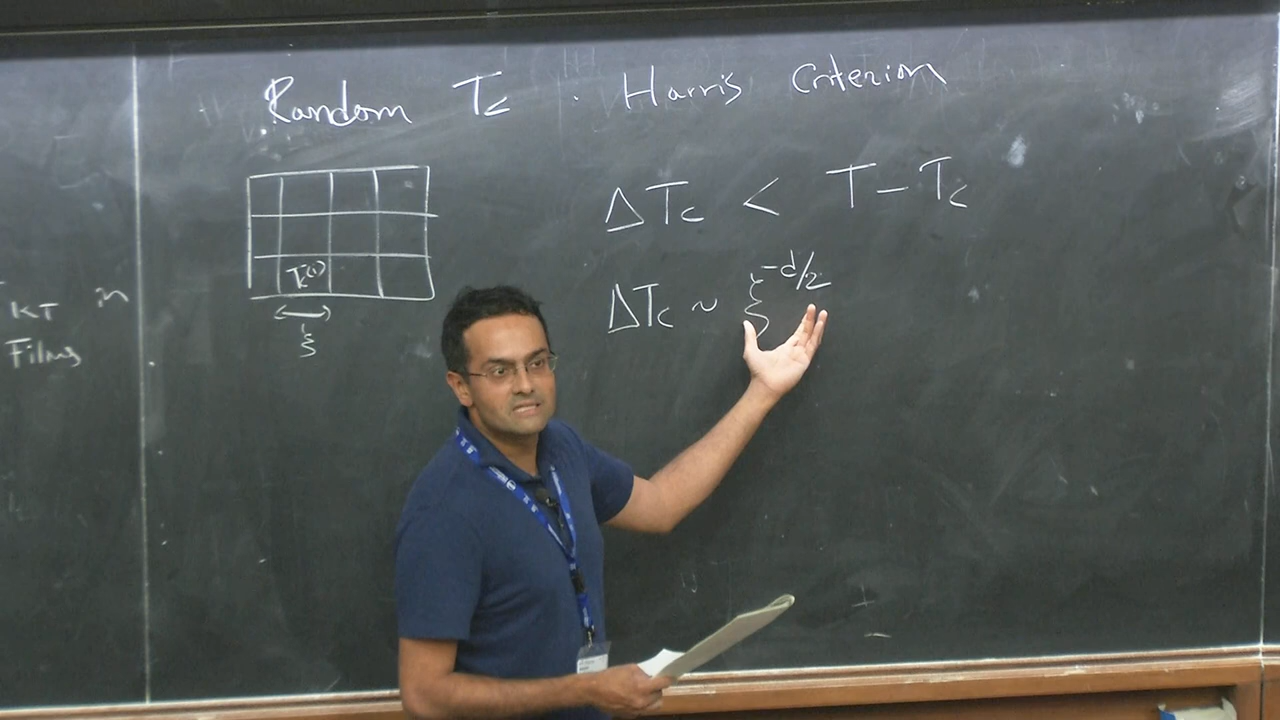 Random Tc . Harris Criterion
ΔTc < T - Tc
Tc⁽ⁱ⁾
ξ
ΔTc ~ ξ^{-d/2}
KT in
Films